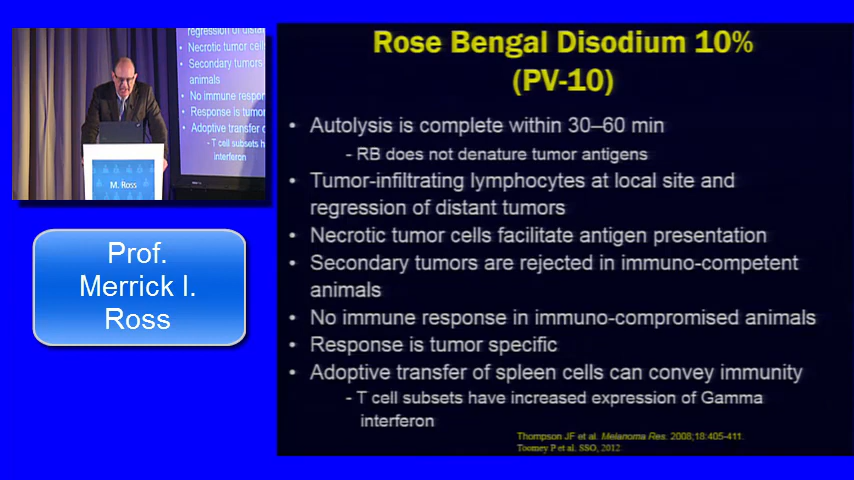 Rose Bengal Disodium 10%
(PV-10)
• Autolysis is complete within 30–60 min
- RB does not denature tumor antigens
• Tumor-infiltrating lymphocytes at local site and
regression of distant tumors
• Necrotic tumor cells facilitate antigen presentation
• Secondary tumors are rejected in immuno-competent
animals
• No immune response in immuno-compromised animals
• Response is tumor specific
• Adoptive transfer of spleen cells can convey immunity
- T cell subsets have increased expression of Gamma
interferon
Thompson JF et al. Melanoma Res. 2008;18:405-411.
Toomey P et al. SSO, 2012
regression of distant
• Necrotic tumor cells
• Secondary tumors
animals
• No immune respon
• Response is tumor
• Adoptive transfer o
- T cell subsets h
interferon
M. Ross
Prof.
Merrick I.
Ross